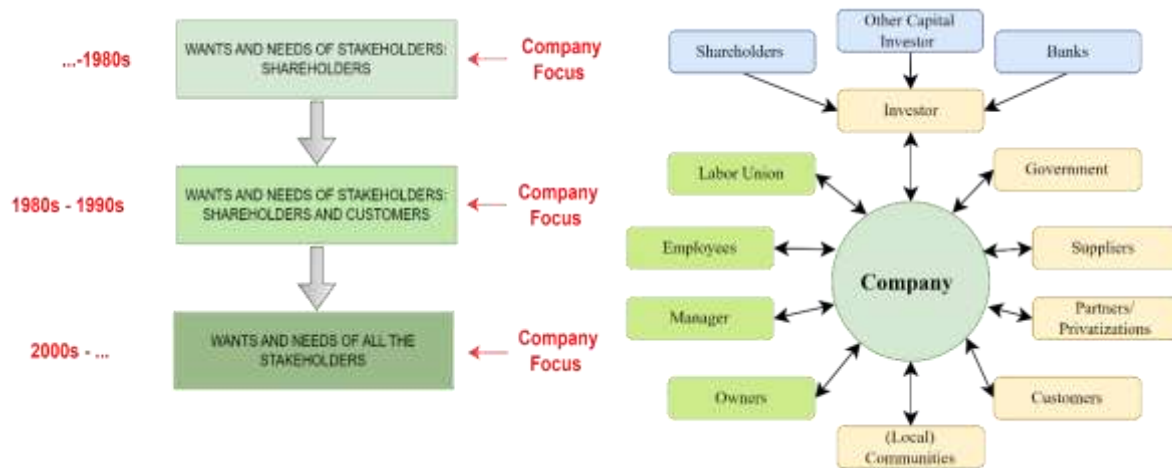 ...-1980s
WANTS AND NEEDS OF STAKEHOLDERS:
SHAREHOLDERS
Company
Focus
1980s - 1990s
WANTS AND NEEDS OF STAKEHOLDERS:
SHAREHOLDERS AND CUSTOMERS
Company
Focus
2000s - ...
WANTS AND NEEDS OF ALL THE
STAKEHOLDERS
Company
Focus
Shareholders
Other Capital
Investor
Banks
Investor
Labor Union
Government
Employees
Suppliers
Company
Manager
Partners/
Privatizations
Owners
Customers
(Local)
Communities